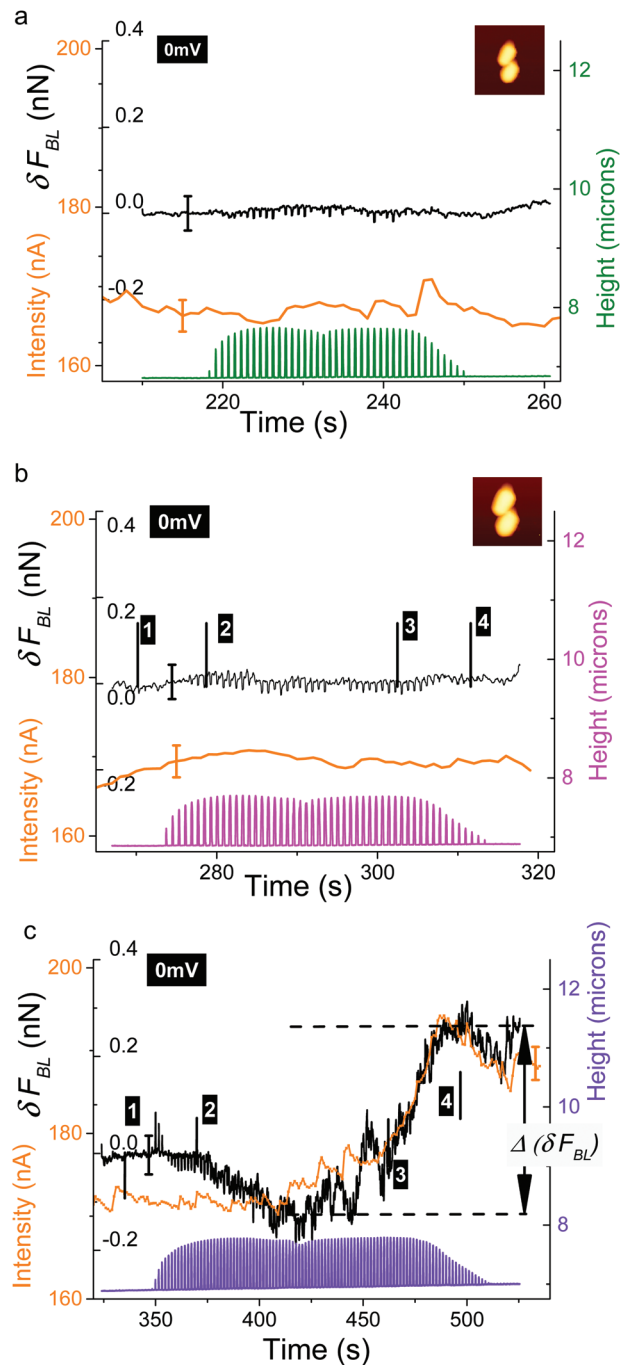 a
200
0.4
0mV
12
δF_BL (nN)
0.2
10
180
0.0
Intensity (nA)
Height (microns)
-0.2
8
160
220
240
260
Time (s)
b
200
0.4
0mV
12
δF_BL (nN)
0.2
1
2
3
4
10
180
0.0
Intensity (nA)
Height (microns)
0.2
8
160
280
300
320
Time (s)
c
200
0.4
0mV
12
δF_BL (nN)
0.2
1
2
4
10
180
0.0
3
Δ (δF_BL)
Intensity (nA)
Height (microns)
-0.2
8
160
350
400
450
500
Time (s)